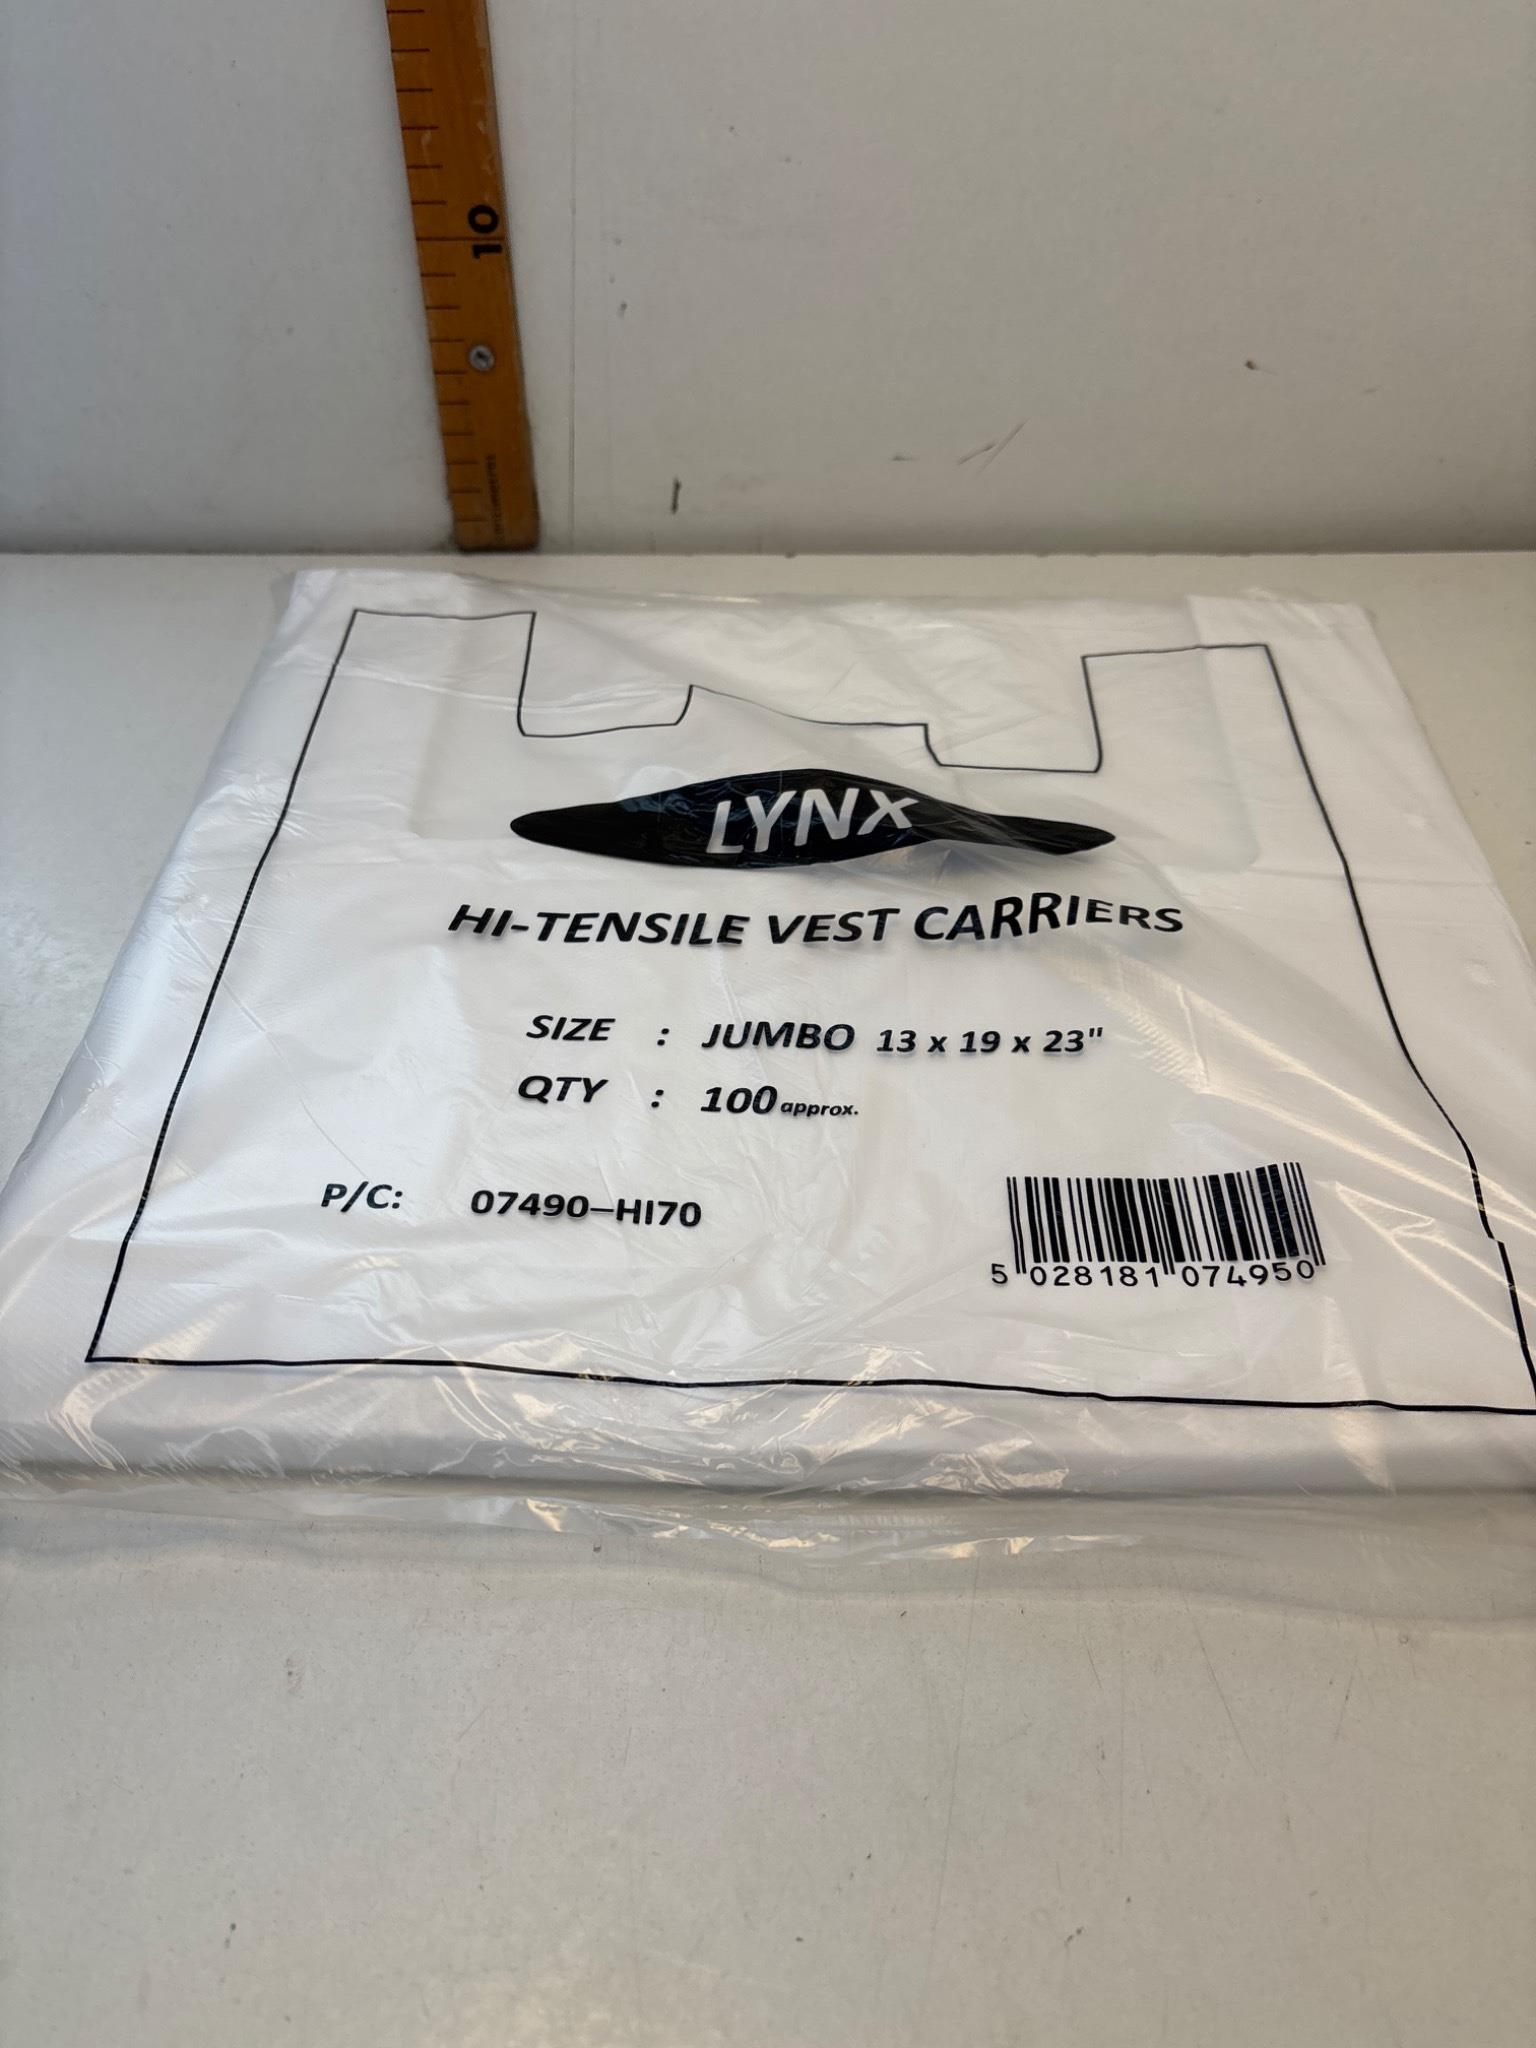 10
centimetres
LYNX
HI-TENSILE VEST CARRIERS
SIZE : JUMBO 13 x 19 x 23"
QTY : 100 approx.
P/C: 07490-HI70
5 028181 074950